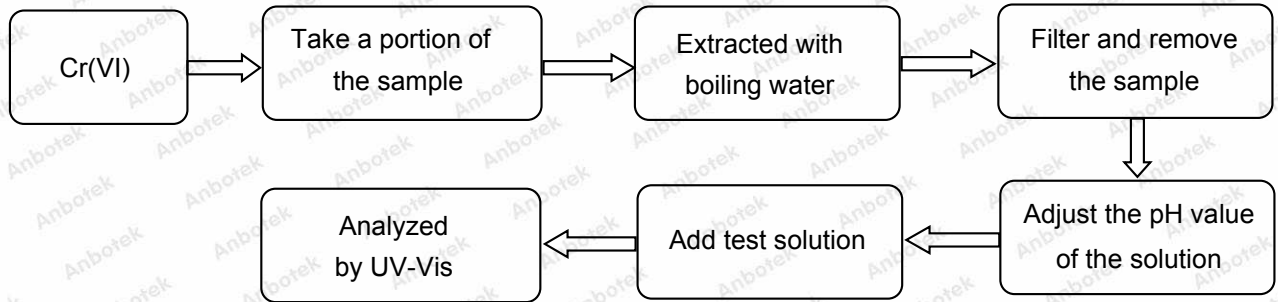 Cr(VI)
Take a portion of
the sample
Extracted with
boiling water
Filter and remove
the sample
Adjust the pH value
of the solution
Add test solution
Analyzed
by UV-Vis
Anbotek